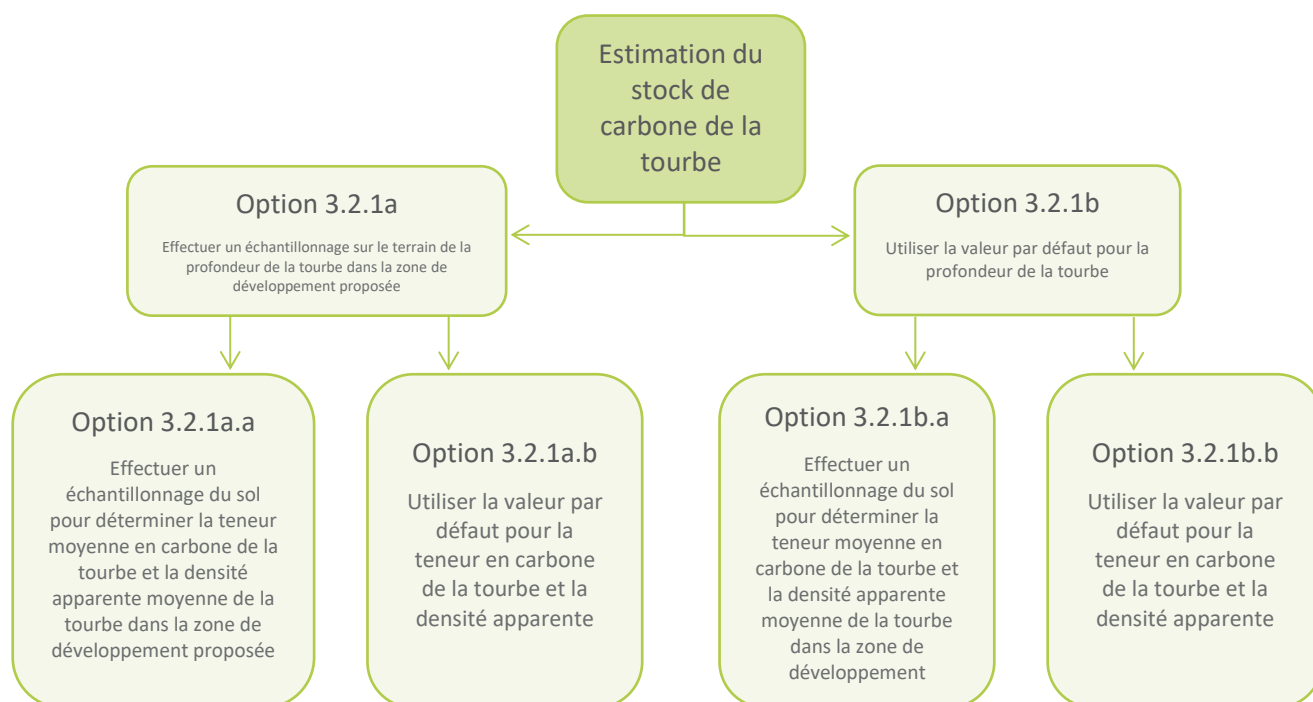 Estimation du
stock de
carbone de la
tourbe
Option 3.2.1a
Effectuer un échantillonnage sur le terrain de la
profondeur de la tourbe dans la zone de
développement proposée
Option 3.2.1b
Utiliser la valeur par défaut pour la
profondeur de la tourbe
Option 3.2.1a.a
Effectuer un
échantillonnage du sol
pour déterminer la teneur
moyenne en carbone de la
tourbe et la densité
apparente moyenne de la
tourbe dans la zone de
développement proposée
Option 3.2.1a.b
Utiliser la valeur par
défaut pour la
teneur en carbone
de la tourbe et la
densité apparente
Option 3.2.1b.a
Effectuer un
échantillonnage du sol
pour déterminer la
teneur moyenne en
carbone de la tourbe et
la densité apparente
moyenne de la tourbe
dans la zone de
développement
Option 3.2.1b.b
Utiliser la valeur par
défaut pour la
teneur en carbone
de la tourbe et la
densité apparente